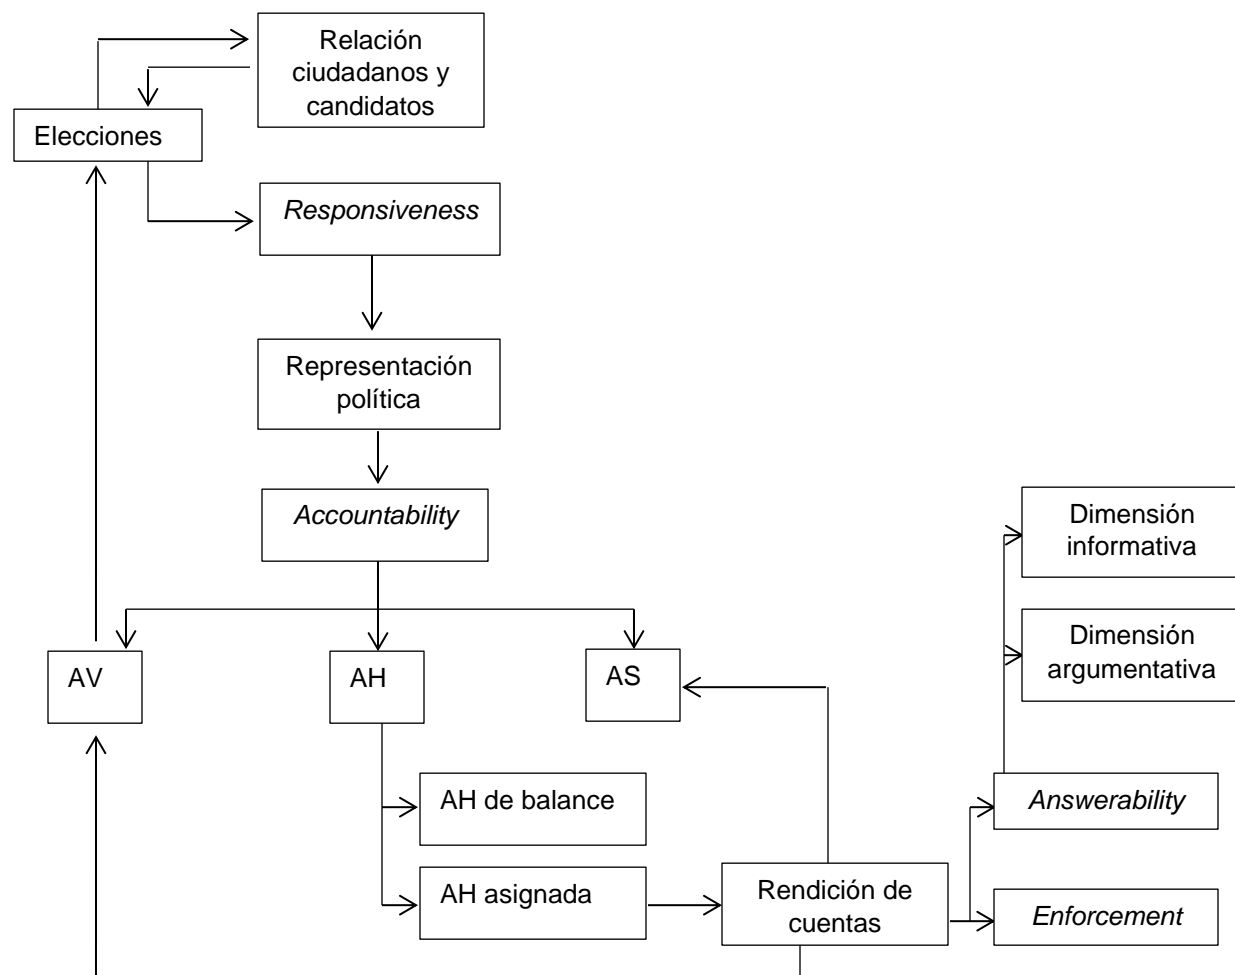 Relación
ciudadanos y
candidatos
Elecciones
Responsiveness
Representación
política
Accountability
Dimensión
informativa
Dimensión
argumentativa
AV
AH
AS
AH de balance
Answerability
AH asignada
Rendición de
cuentas
Enforcement